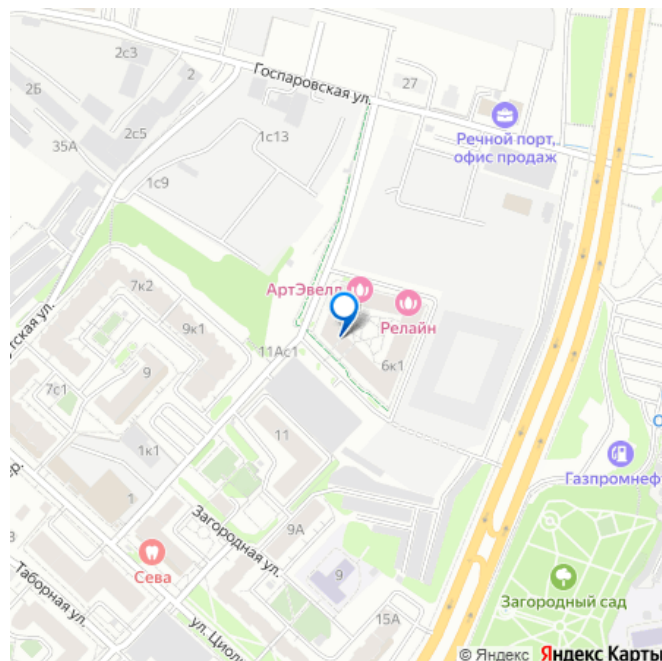 2с3
2
2Б
Госпаровская ул.
27
2с5
1с13
Речной порт,
офис продаж
35А
1с9
7к2
АртЭвелл
Релайн
9к1
11Ас1
6к1
9
7с1
11
1к1
1
Газпромнефт
9А
Загородная ул.
Сева
9
Загородный сад
Таборная ул.
15А
© Яндекс Яндекс Карты